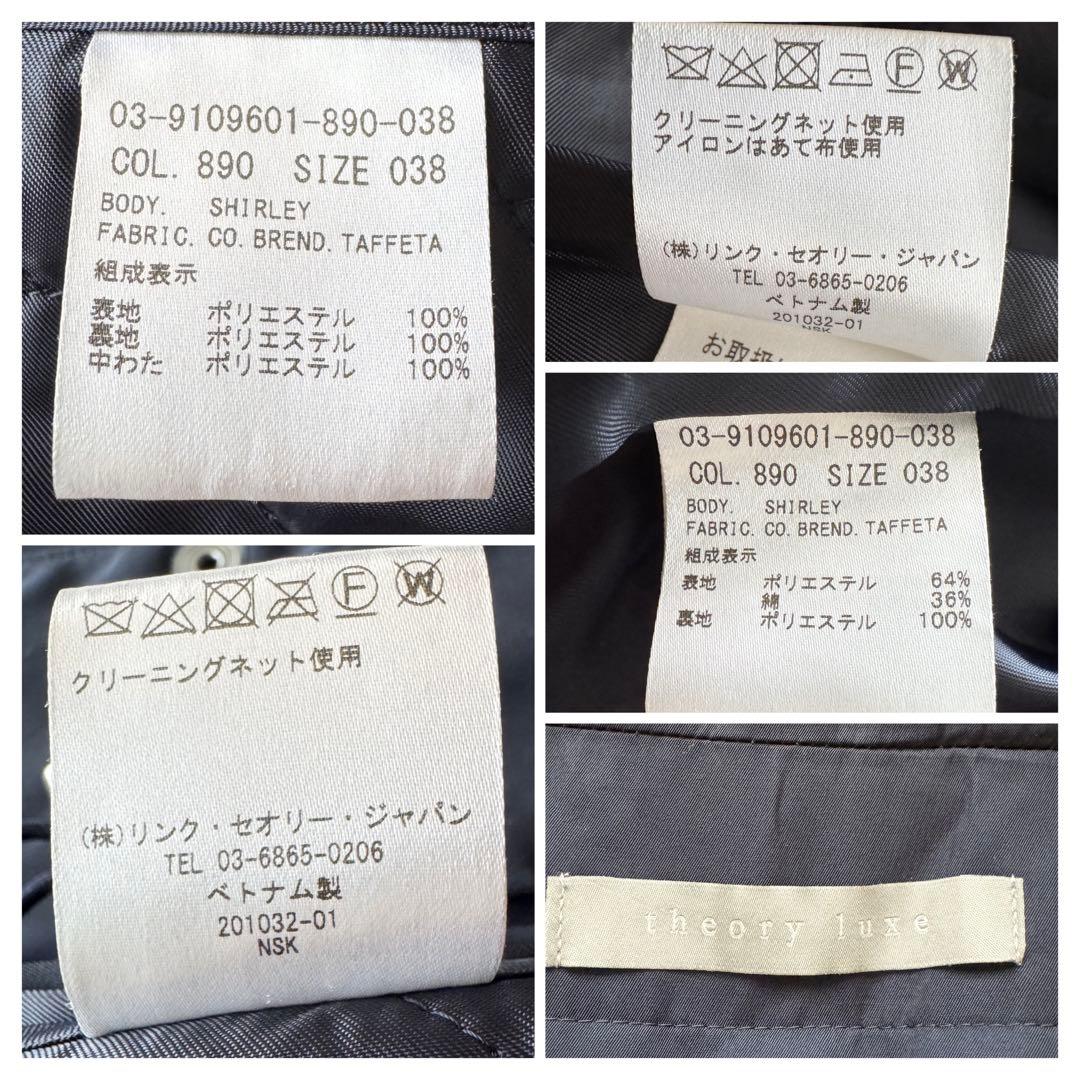 03-9109601-890-038
COL. 890 SIZE 038
BODY. SHIRLEY
FABRIC. CO. BREND. TAFFETA
組成表示
表地 ポリエステル 100%
裏地 ポリエステル 100%
中わた ポリエステル 100%
F W
クリーニングネット使用
アイロンはあて布使用
(株)リンク・セオリー・ジャパン
TEL 03-6865-0206
ベトナム製
201032-01
NSK
お取扱
03-9109601-890-038
COL. 890 SIZE 038
BODY. SHIRLEY
FABRIC. CO. BREND. TAFFETA
組成表示
表地 ポリエステル 64%
綿 36%
裏地 ポリエステル 100%
F W
クリーニングネット使用
(株)リンク・セオリー・ジャパン
TEL 03-6865-0206
ベトナム製
201032-01
NSK
theory luxe